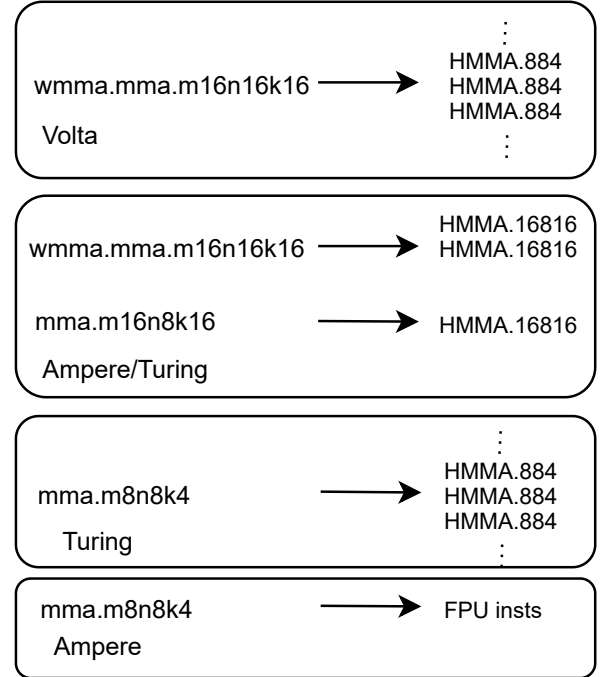 ⋮
HMMA.884
wmma.mma.m16n16k16 HMMA.884
HMMA.884
Volta
⋮
HMMA.16816
wmma.mma.m16n16k16 HMMA.16816
mma.m16n8k16 HMMA.16816
Ampere/Turing
⋮
HMMA.884
mma.m8n8k4 HMMA.884
HMMA.884
Turing
⋮
mma.m8n8k4 FPU insts
Ampere